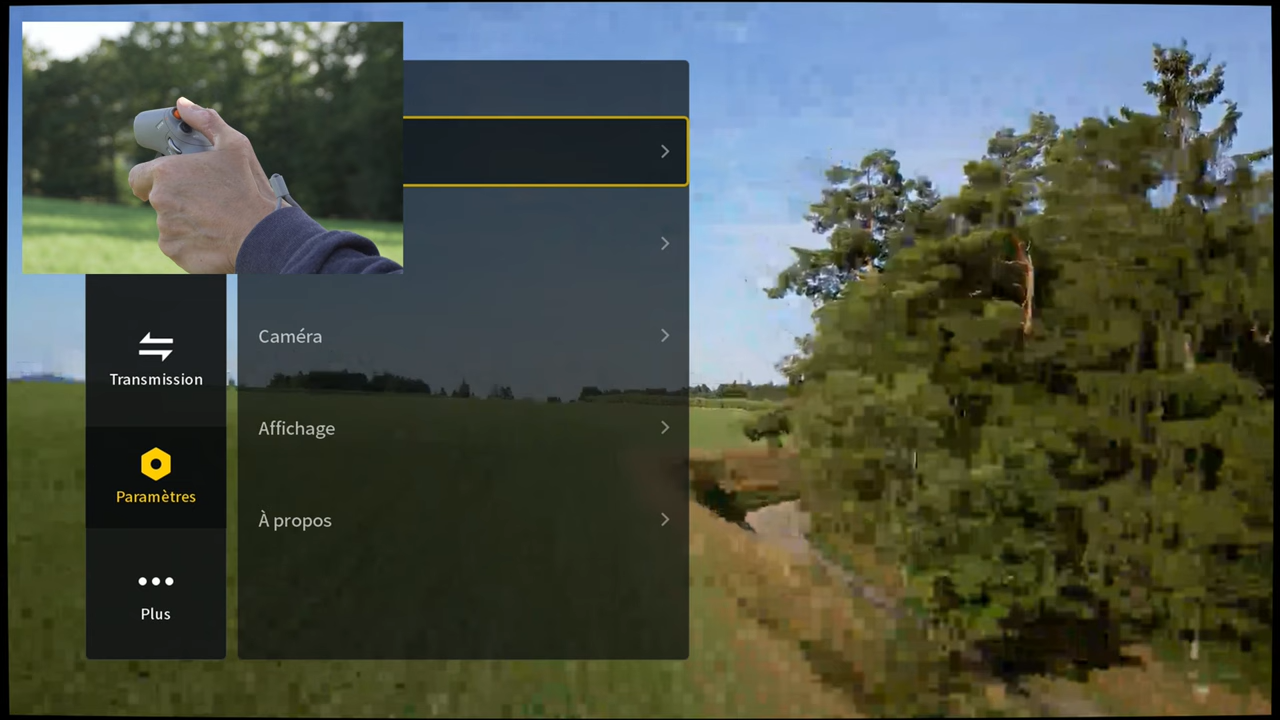 Transmission
Paramètres
Plus
Caméra
Affichage
À propos